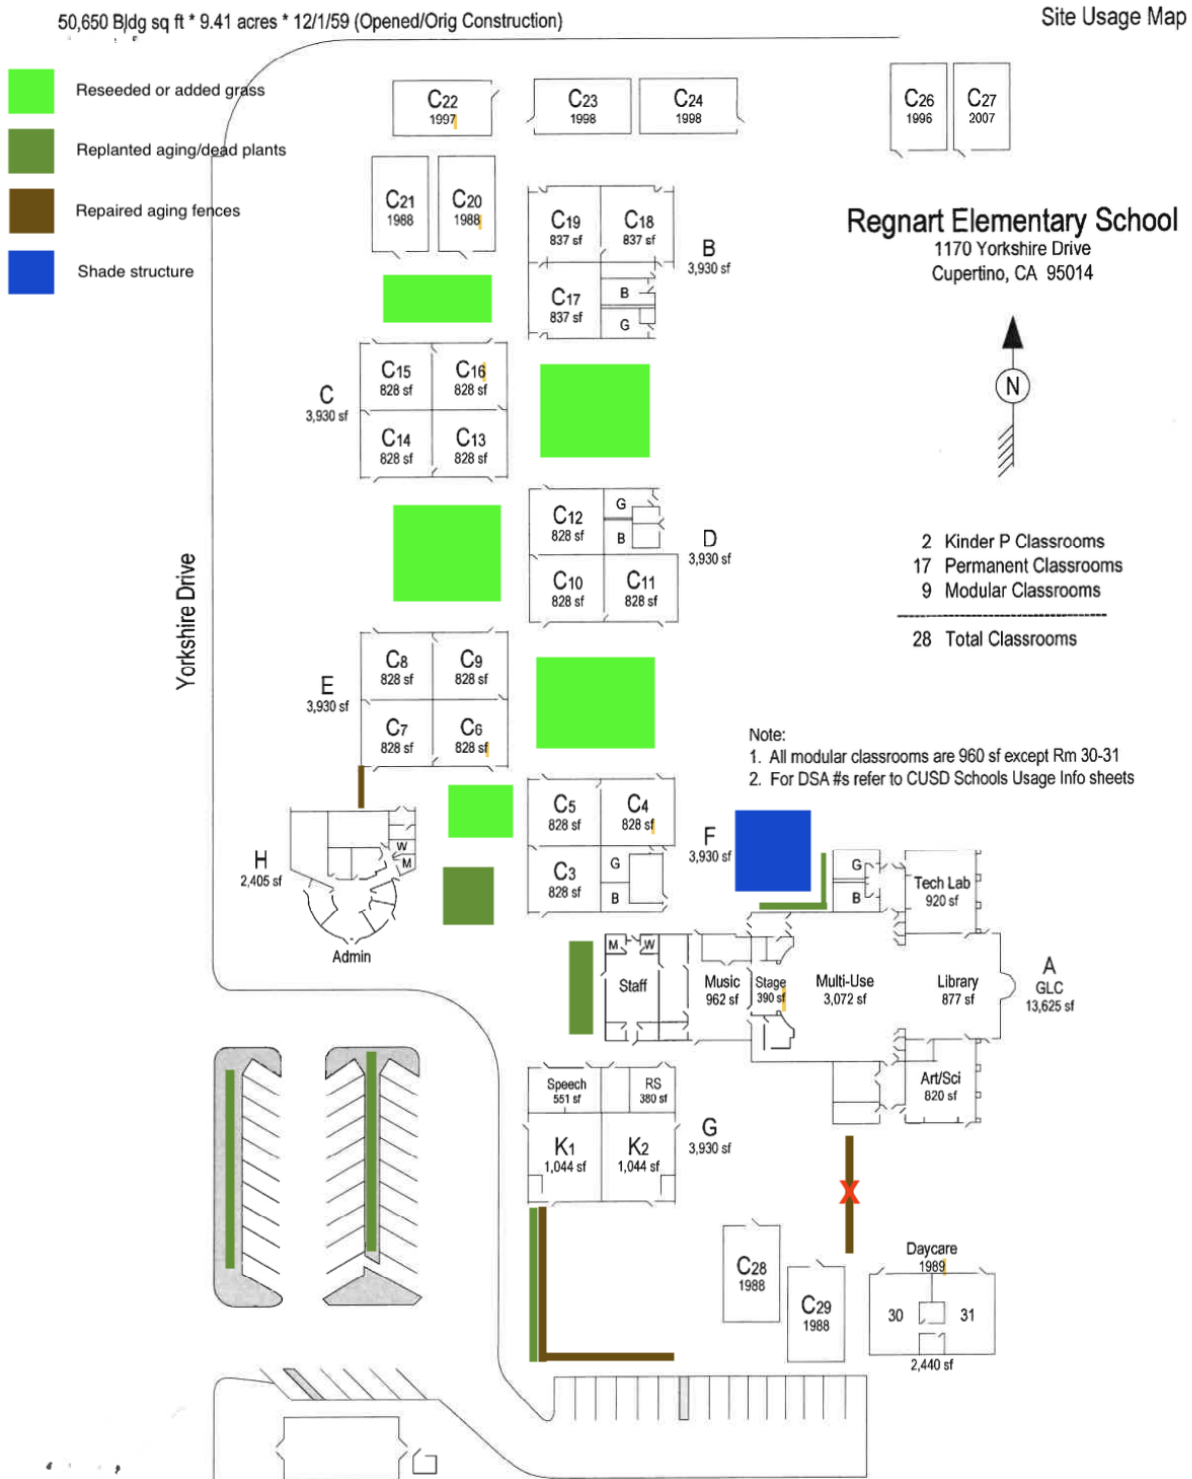 50,650 Bldg sq ft * 9.41 acres * 12/1/59 (Opened/Orig Construction)
Site Usage Map
Reseeded or added grass
Replanted aging/dead plants
Repaired aging fences
Shade structure
C22
1997
C23
1998
C24
1998
C26
1996
C27
2007
C21
1988
C20
1988
C19
837 sf
C18
837 sf
B
3,930 sf
C17
837 sf
B
G
Regnart Elementary School
1170 Yorkshire Drive
Cupertino, CA 95014
N
C
3,930 sf
C15
828 sf
C16
828 sf
C14
828 sf
C13
828 sf
C12
828 sf
G
B
D
3,930 sf
C10
828 sf
C11
828 sf
2 Kinder P Classrooms
17 Permanent Classrooms
9 Modular Classrooms
28 Total Classrooms
Yorkshire Drive
E
3,930 sf
C8
828 sf
C9
828 sf
C7
828 sf
C6
828 sf
Note:
1. All modular classrooms are 960 sf except Rm 30-31
2. For DSA #s refer to CUSD Schools Usage Info sheets
C5
828 sf
C4
828 sf
F
3,930 sf
C3
828 sf
G
B
H
2,405 sf
W
M
Admin
G
B
Tech Lab
920 sf
M
W
Staff
Music
962 sf
Stage
390 sf
Multi-Use
3,072 sf
Library
877 sf
A
GLC
13,625 sf
Art/Sci
820 sf
Speech
551 sf
RS
380 sf
G
3,930 sf
K1
1,044 sf
K2
1,044 sf
C28
1988
C29
1988
Daycare
1989
30
31
2,440 sf